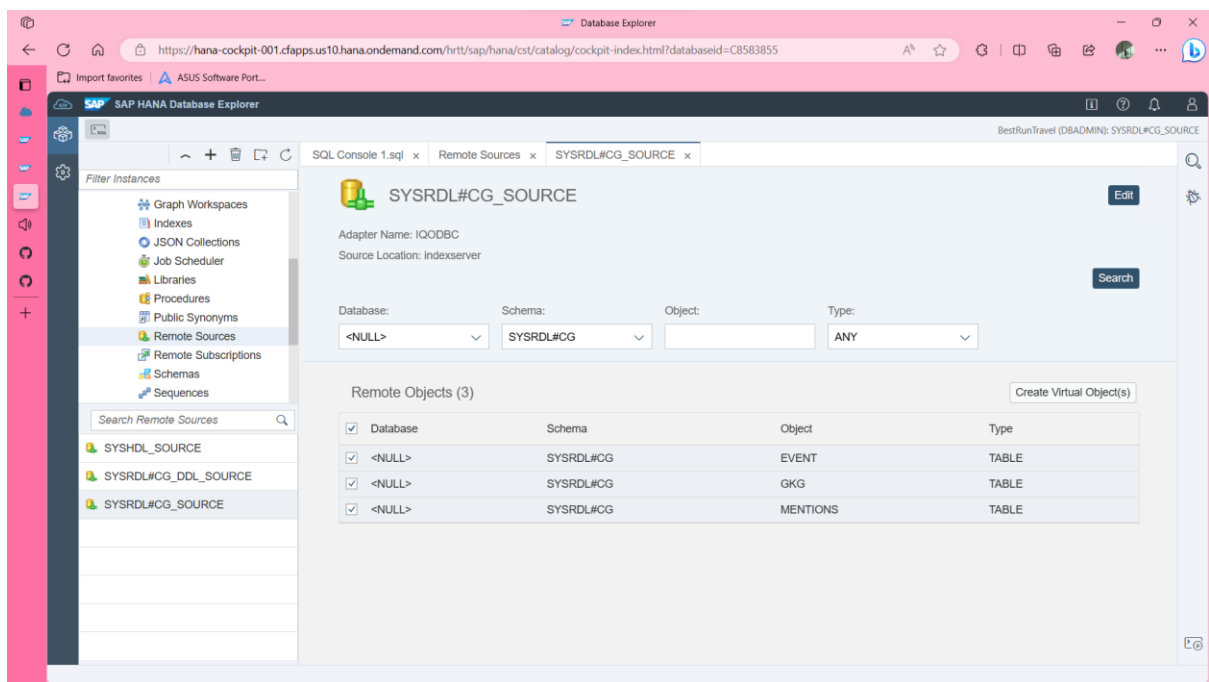 Database Explorer
https://hana-cockpit-001.cfapps.us10.hana.ondemand.com/hrtt/sap/hana/cst/catalog/cockpit-index.html?databaseid=C8583855
Import favorites
ASUS Software Port...
SAP SAP HANA Database Explorer
SQL
BestRunTravel (DBADMIN): SYSRDL#CG_SOURCE
SQL Console 1.sql x Remote Sources x SYSRDL#CG_SOURCE x
Filter Instances
Graph Workspaces
Indexes
JSON Collections
Job Scheduler
Libraries
Procedures
Public Synonyms
Remote Sources
Remote Subscriptions
Schemas
Sequences
Search Remote Sources
SYSHDL_SOURCE
SYSRDL#CG_DDL_SOURCE
SYSRDL#CG_SOURCE
SYSRDL#CG_SOURCE
Edit
Adapter Name: IQODBC
Source Location: indexserver
Search
Database: Schema: Object: Type:
<NULL> SYSRDL#CG ANY
Remote Objects (3)
Create Virtual Object(s)
Database Schema Object Type
<NULL> SYSRDL#CG EVENT TABLE
<NULL> SYSRDL#CG GKG TABLE
<NULL> SYSRDL#CG MENTIONS TABLE